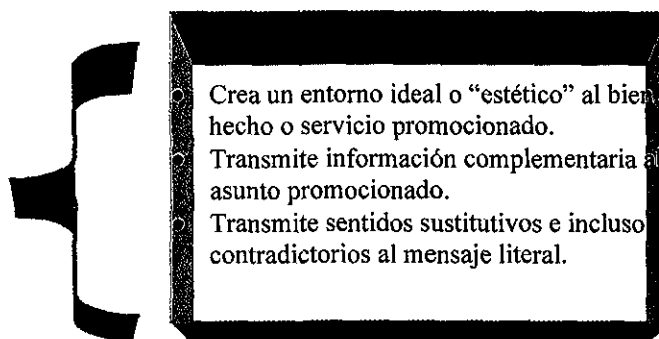 Crea un entorno ideal o “estético” al bien
hecho o servicio promocionado.
Transmite información complementaria a
asunto promocionado.
Transmite sentidos sustitutivos e incluso
contradictorios al mensaje literal.